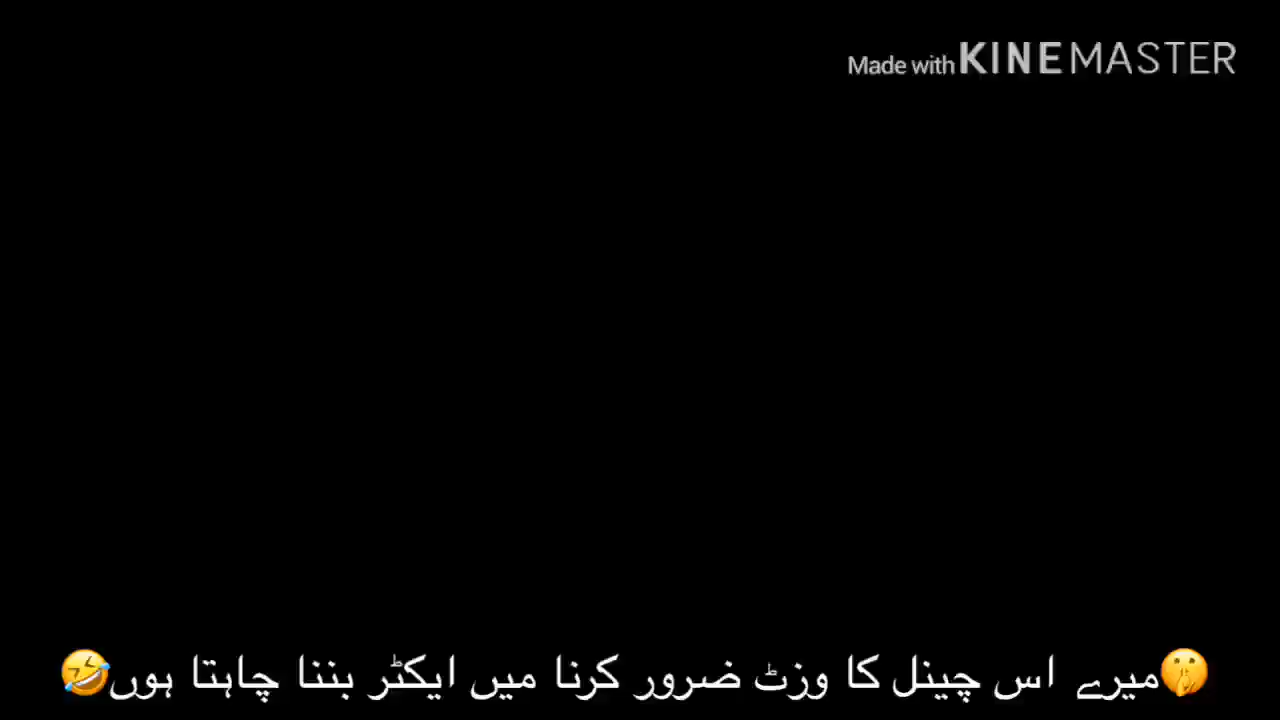 Made with KINEMASTER
🤫میرے اس چینل کا وزٹ ضرور کرنا میں ایکٹر بننا چاہتا ہوں🤣